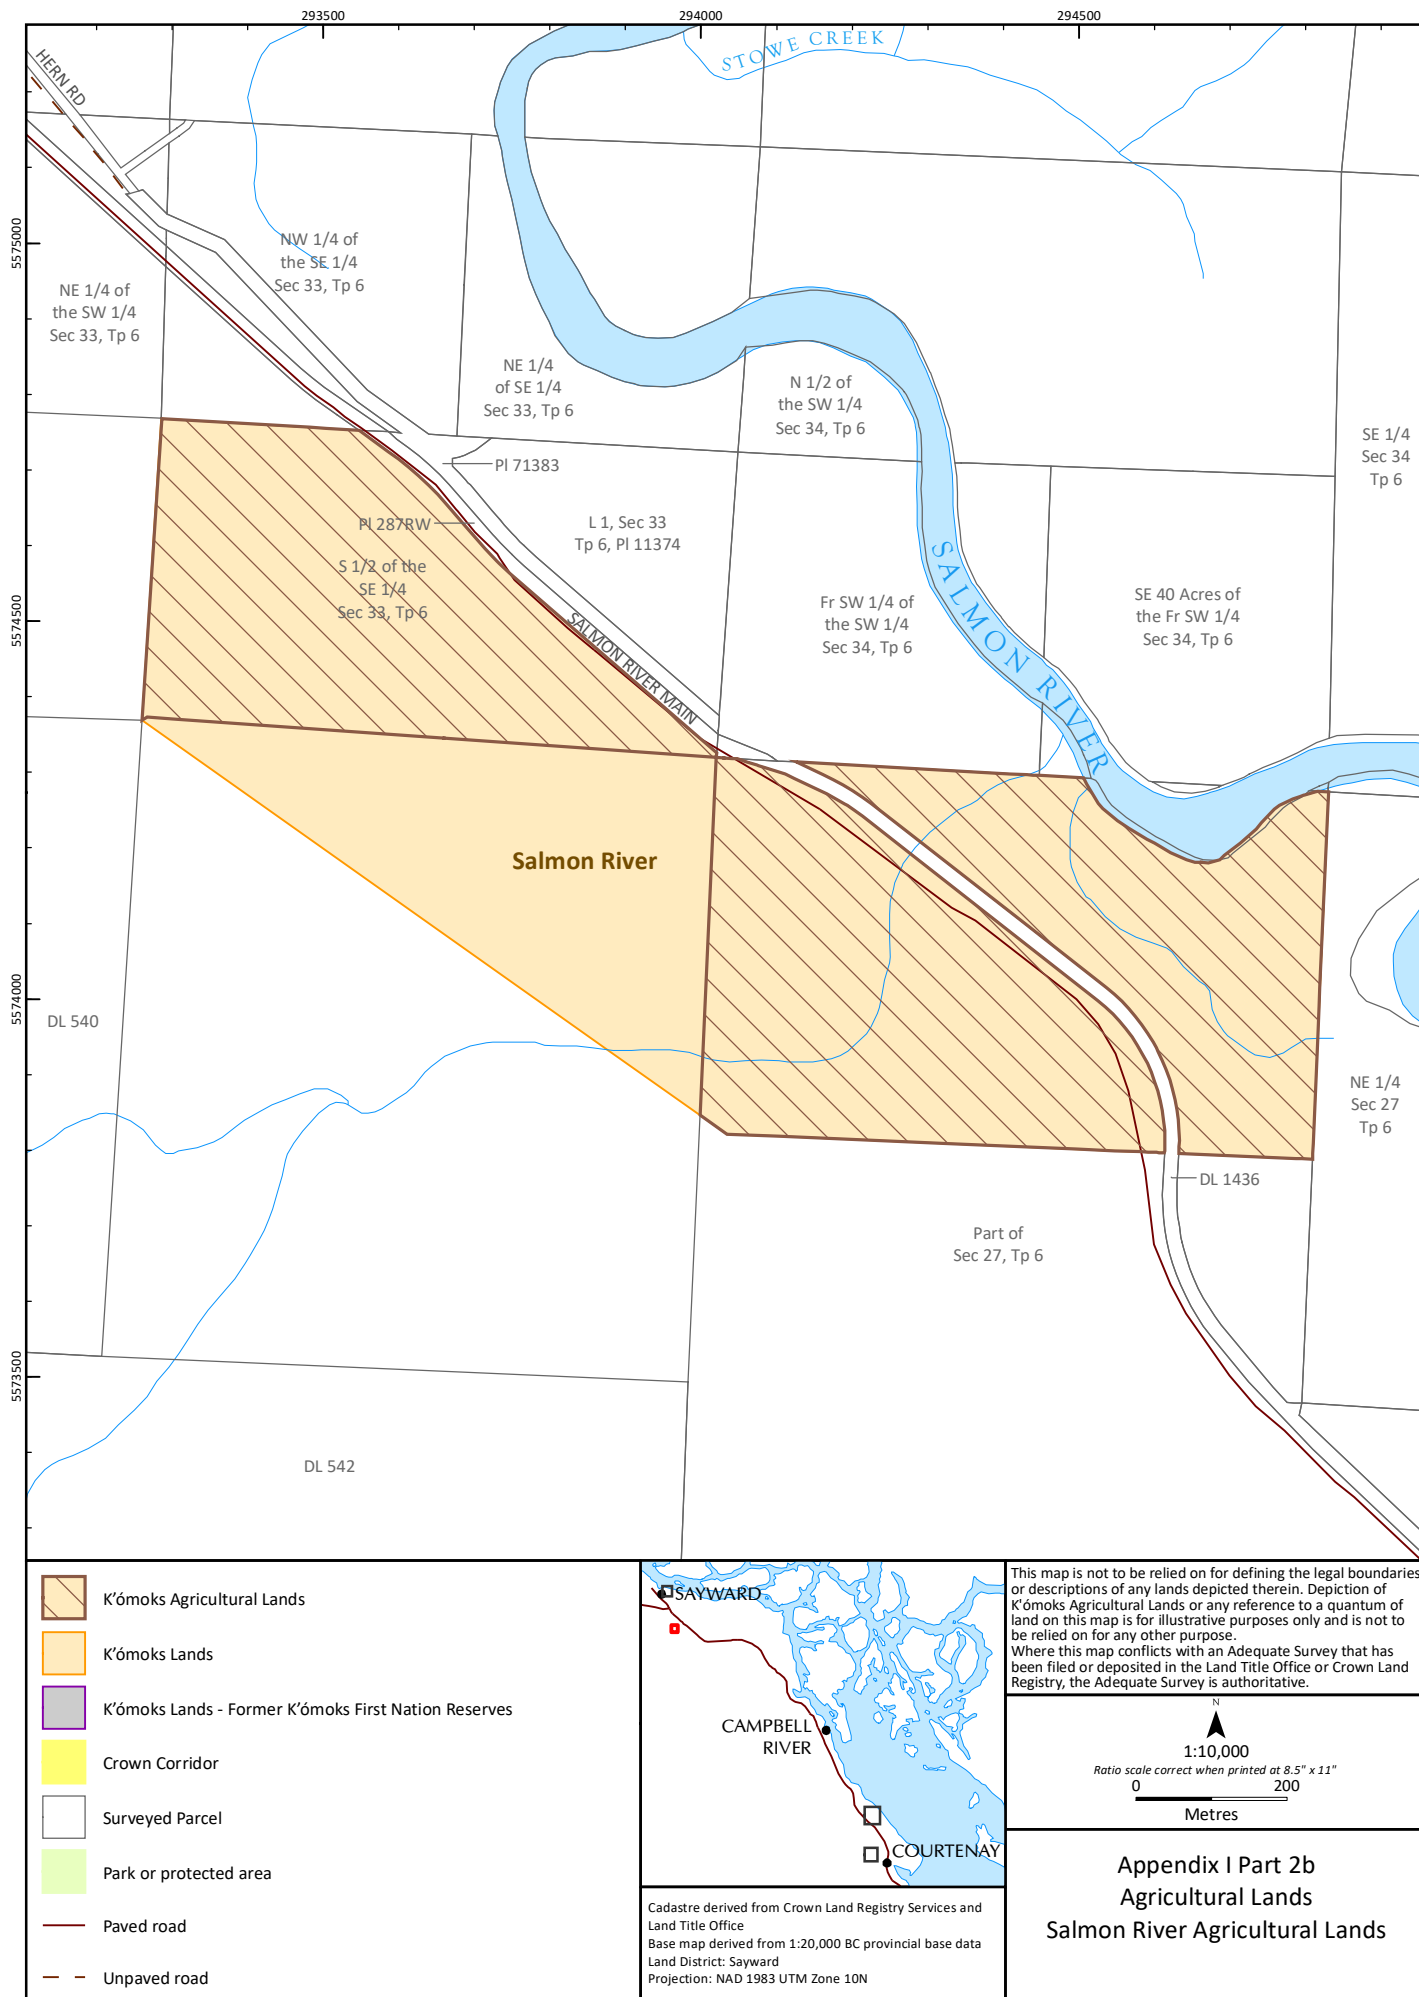 293500
294000
294500
5575000
5574500
5574000
5573500
HERN RD
STOWE CREEK
NW 1/4 of
the SE 1/4
Sec 33, Tp 6
NE 1/4 of
the SW 1/4
Sec 33, Tp 6
NE 1/4
of SE 1/4
Sec 33, Tp 6
N 1/2 of
the SW 1/4
Sec 34, Tp 6
SE 1/4
Sec 34
Tp 6
Pl 71383
Pl 287RW
L 1, Sec 33
Tp 6, Pl 11374
S 1/2 of the
SE 1/4
Sec 33, Tp 6
SALMON RIVER MAIN
SALMON RIVER
Fr SW 1/4 of
the SW 1/4
Sec 34, Tp 6
SE 40 Acres of
the Fr SW 1/4
Sec 34, Tp 6
Salmon River
DL 540
NE 1/4
Sec 27
Tp 6
DL 1436
Part of
Sec 27, Tp 6
DL 542
K'ómoks Agricultural Lands
K'ómoks Lands
K'ómoks Lands - Former K'ómoks First Nation Reserves
Crown Corridor
Surveyed Parcel
Park or protected area
Paved road
Unpaved road
SAYWARD
CAMPBELL
RIVER
COURTENAY
Cadastre derived from Crown Land Registry Services and
Land Title Office
Base map derived from 1:20,000 BC provincial base data
Land District: Sayward
Projection: NAD 1983 UTM Zone 10N
This map is not to be relied on for defining the legal boundaries
or descriptions of any lands depicted therein. Depiction of
K'ómoks Agricultural Lands or any reference to a quantum of
land on this map is for illustrative purposes only and is not to
be relied on for any other purpose.
Where this map conflicts with an Adequate Survey that has
been filed or deposited in the Land Title Office or Crown Land
Registry, the Adequate Survey is authoritative.
N
1:10,000
Ratio scale correct when printed at 8.5" x 11"
0 200
Metres
Appendix I Part 2b
Agricultural Lands
Salmon River Agricultural Lands